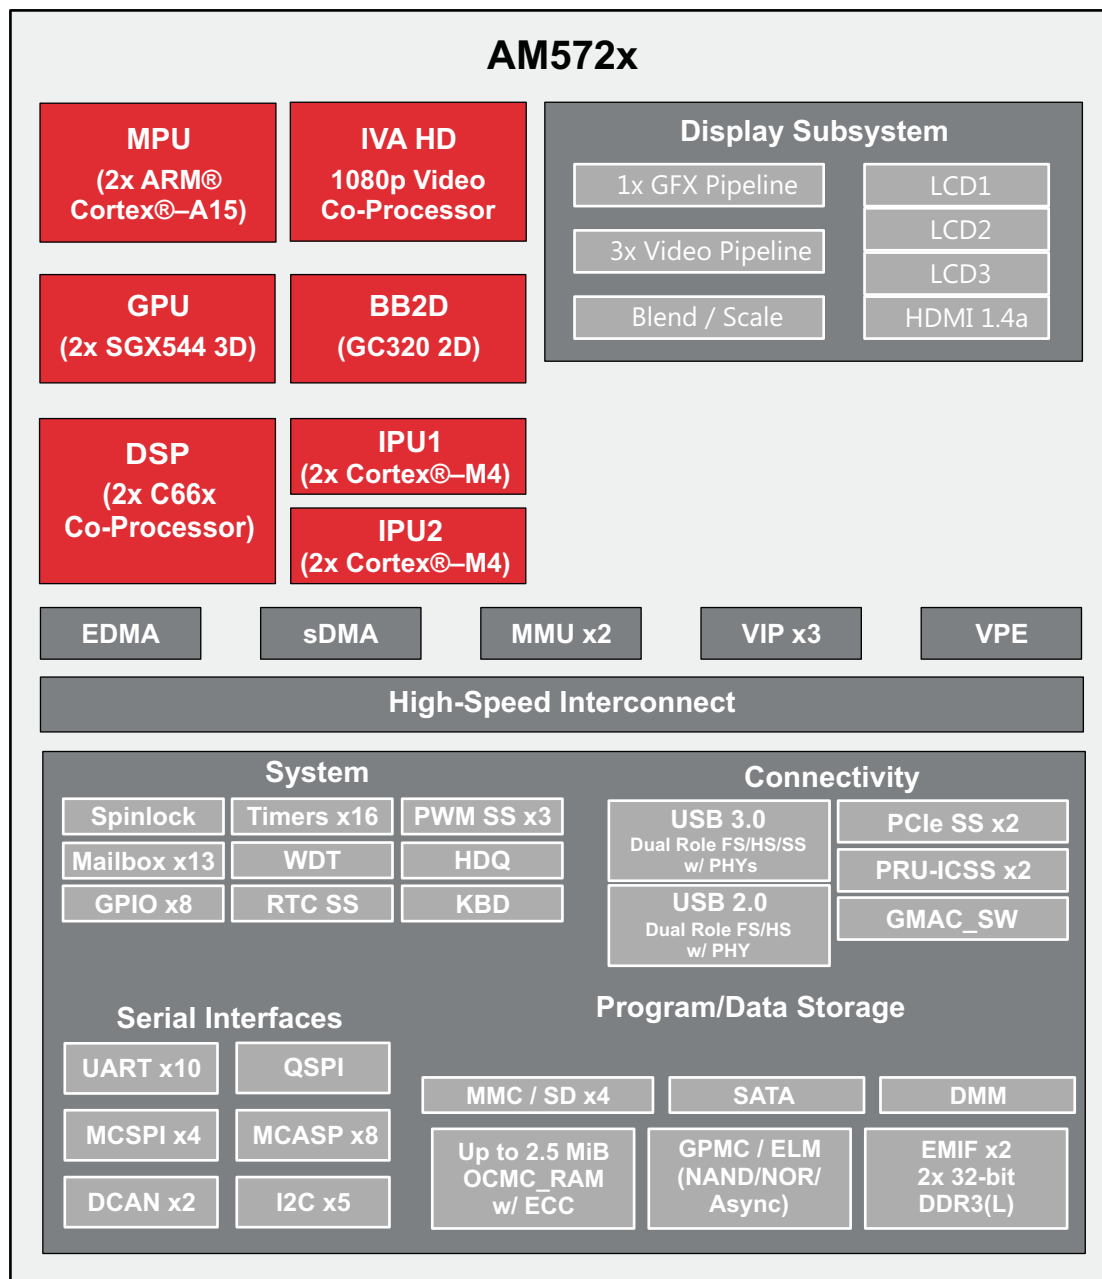 AM572x
MPU
(2x ARM®
Cortex®–A15)
IVA HD
1080p Video
Co-Processor
Display Subsystem
1x GFX Pipeline
3x Video Pipeline
Blend / Scale
LCD1
LCD2
LCD3
HDMI 1.4a
GPU
(2x SGX544 3D)
BB2D
(GC320 2D)
DSP
(2x C66x
Co-Processor)
IPU1
(2x Cortex®–M4)
IPU2
(2x Cortex®–M4)
EDMA
sDMA
MMU x2
VIP x3
VPE
High-Speed Interconnect
System
Spinlock
Timers x16
PWM SS x3
Mailbox x13
WDT
HDQ
GPIO x8
RTC SS
KBD
Connectivity
USB 3.0
Dual Role FS/HS/SS
w/ PHYs
USB 2.0
Dual Role FS/HS
w/ PHY
PCIe SS x2
PRU-ICSS x2
GMAC_SW
Serial Interfaces
UART x10
QSPI
MCSPI x4
MCASP x8
DCAN x2
I2C x5
Program/Data Storage
MMC / SD x4
SATA
DMM
Up to 2.5 MiB
OCMC_RAM
w/ ECC
GPMC / ELM
(NAND/NOR/
Async)
EMIF x2
2x 32-bit
DDR3(L)